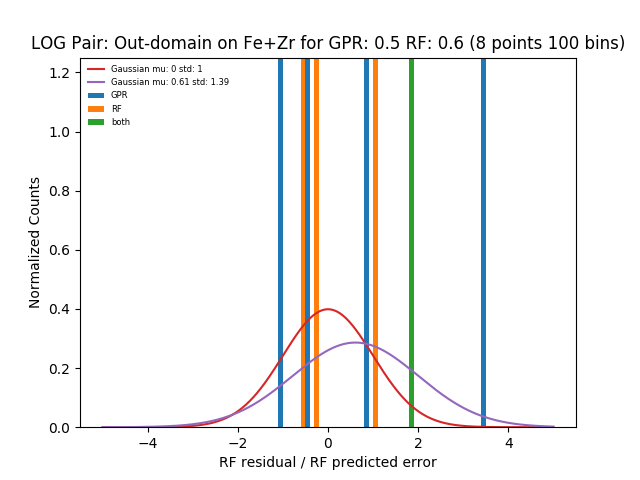 LOG Pair: Out-domain on Fe+Zr for GPR: 0.5 RF: 0.6 (8 points 100 bins)
Gaussian mu: 0 std: 1
Gaussian mu: 0.61 std: 1.39
GPR
RF
both
Normalized Counts
1.2
1.0
0.8
0.6
0.4
0.2
0.0
−4
−2
0
2
4
RF residual / RF predicted error